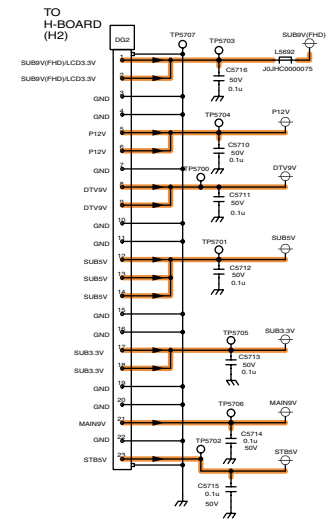 TO
H-BOARD
(H2)
DG2
TP5707
TP5703
SUB9V(FHD)
L5692
J0JHC0000075
1
SUB9V(FHD)/LCD3.3V
2
SUB9V(FHD)/LCD3.3V
C5716
50V
0.1u
3
GND
4
GND
TP5704
P12V
5
P12V
6
P12V
C5710
50V
0.1u
7
GND
TP5700
DTV9V
8
DTV9V
9
DTV9V
C5711
50V
0.1u
10
GND
11
GND
TP5701
SUB5V
12
SUB5V
13
SUB5V
14
SUB5V
C5712
50V
0.1u
15
GND
16
GND
TP5705
SUB3.3V
17
SUB3.3V
18
SUB3.3V
C5713
50V
0.1u
19
GND
20
GND
TP5706
MAIN9V
21
MAIN9V
C5714
0.1u
50V
22
GND
TP5702
STB5V
23
STB5V
C5715
0.1u
50V